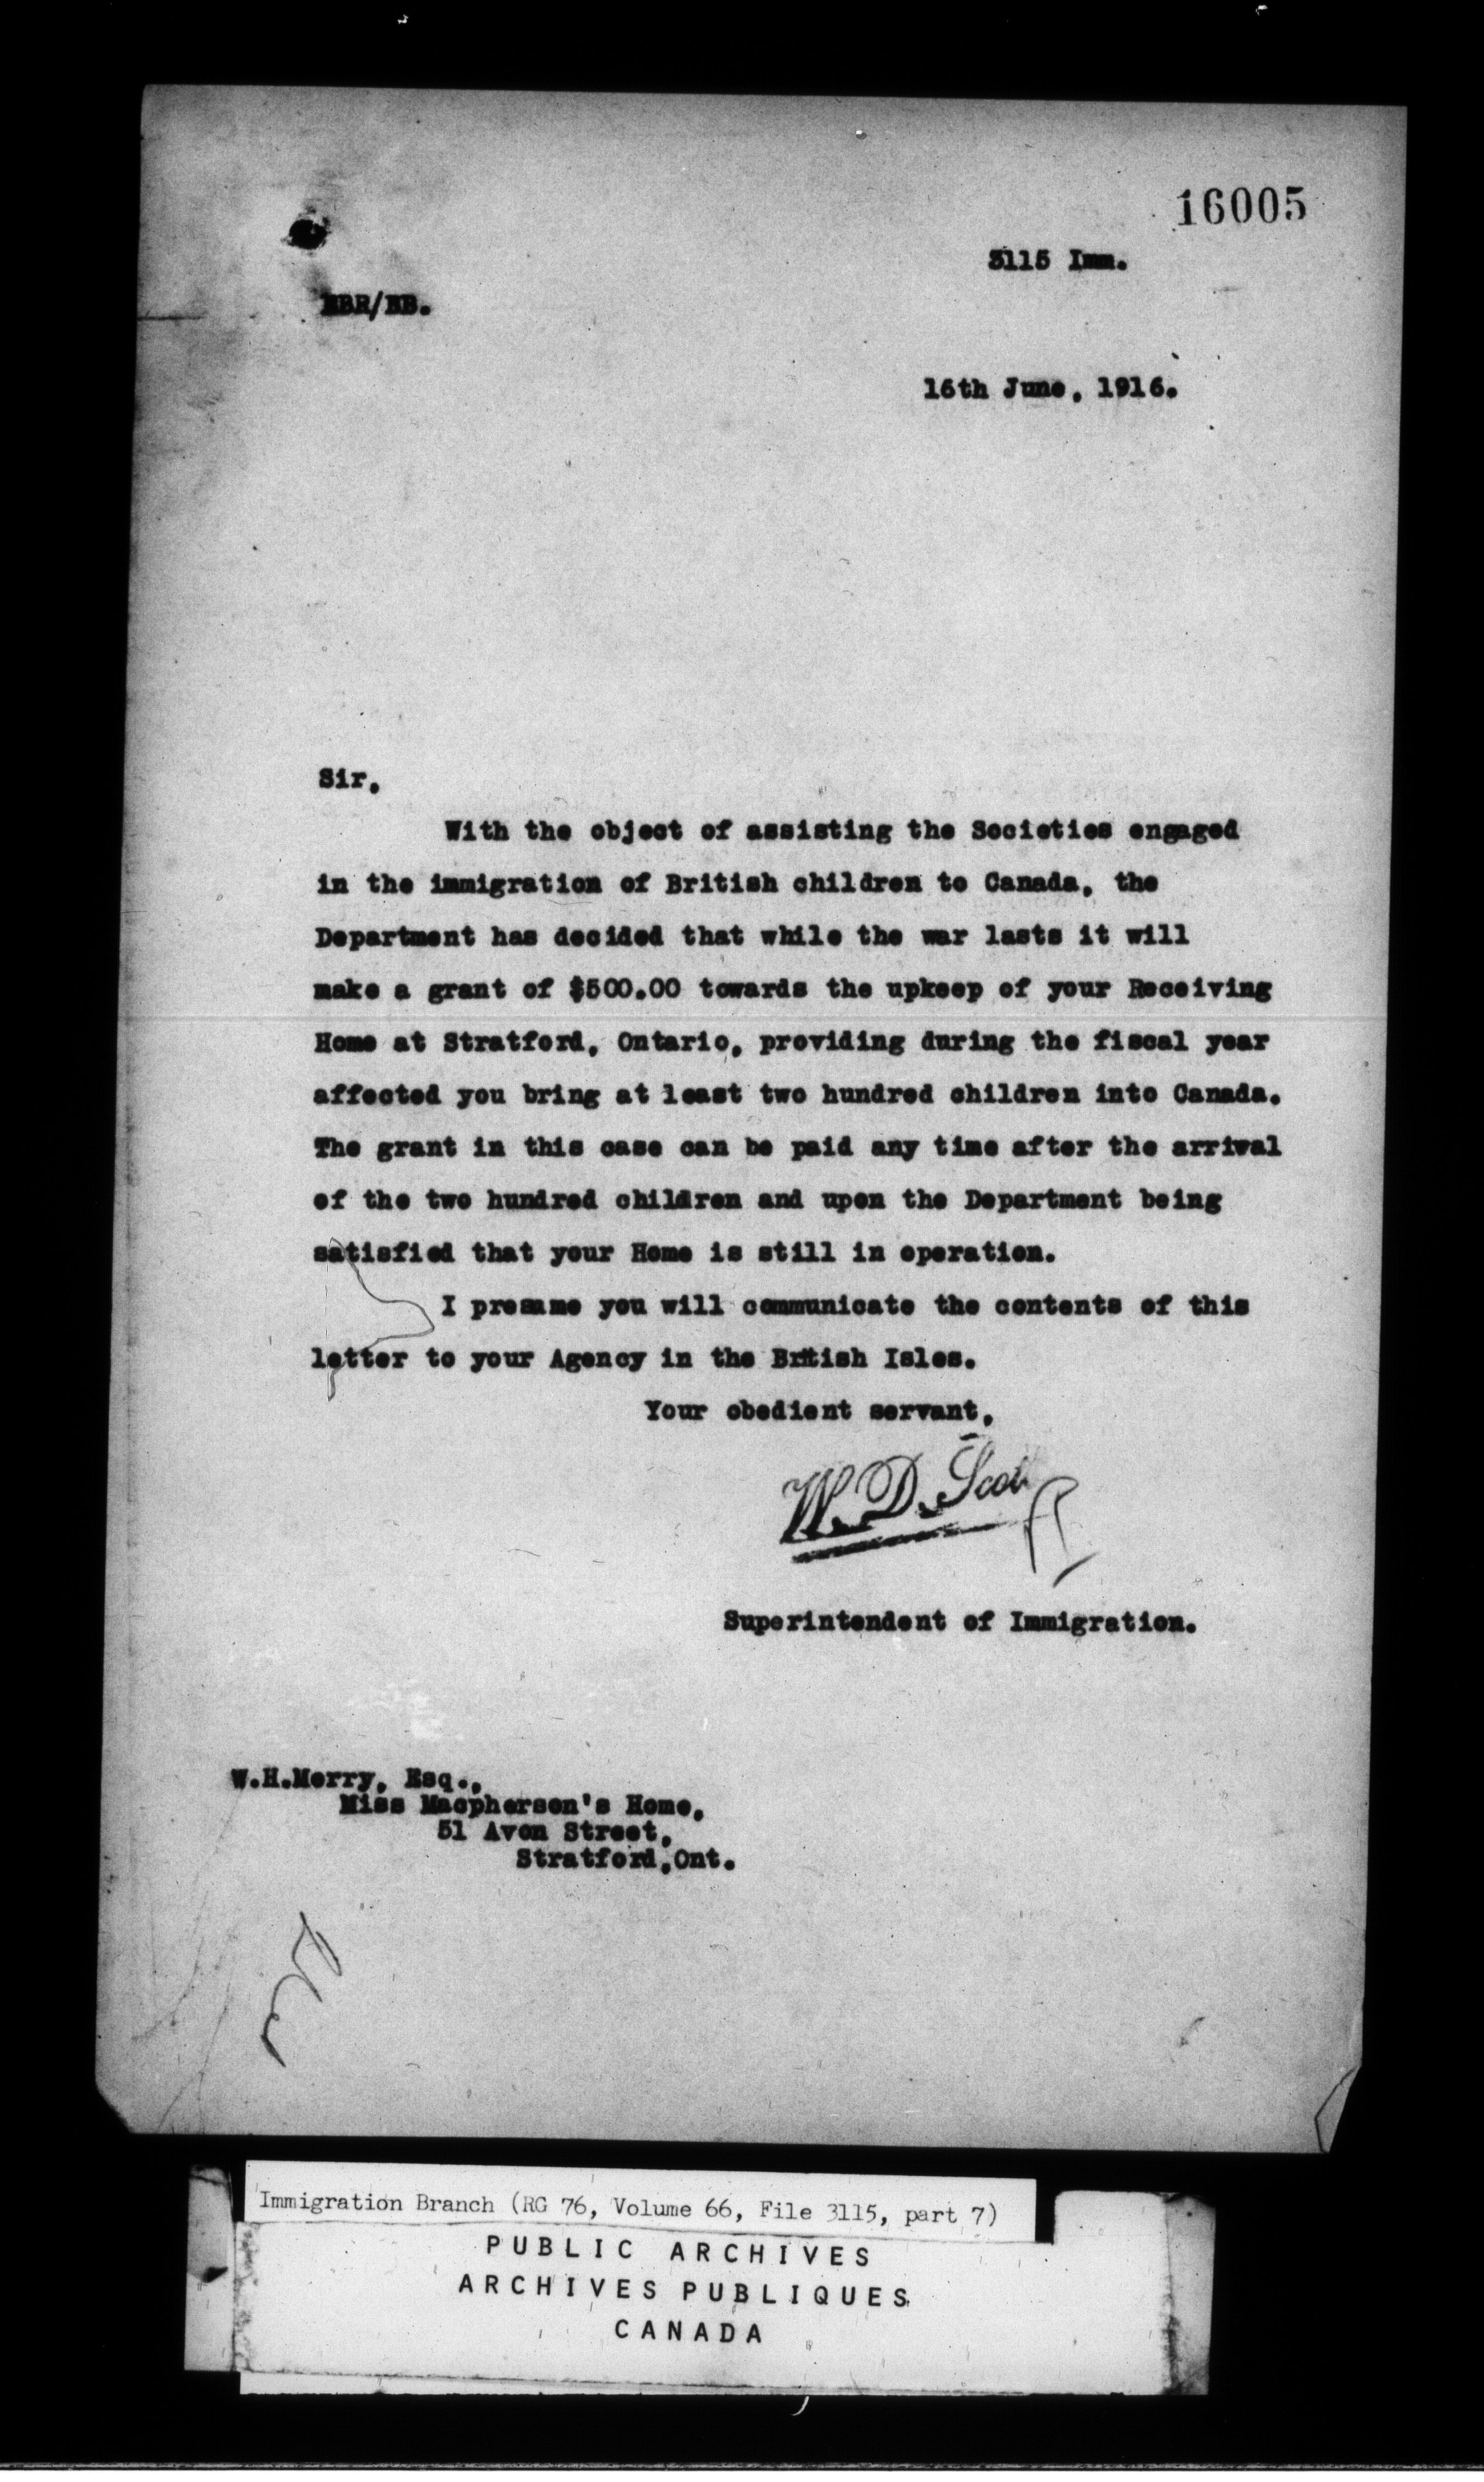 16005
3115 Imm.
EBR/EB.
16th June, 1916.
Sir,
With the object of assisting the Societies engaged
in the immigration of British children to Canada, the
Department has decided that while the war lasts it will
make a grant of $500.00 towards the upkeep of your Receiving
Home at Stratford, Ontario, providing during the fiscal year
affected you bring at least two hundred children into Canada.
The grant in this case can be paid any time after the arrival
of the two hundred children and upon the Department being
satisfied that your Home is still in operation.
I presume you will communicate the contents of this
letter to your Agency in the British Isles.
Your obedient servant,
W. D. Scott
Superintendent of Immigration.
W.H.Merry, Esq.,
Miss Macpherson's Home,
51 Avon Street,
Stratford,Ont.
Immigration Branch (RG 76, Volume 66, File 3115, part 7)
PUBLIC ARCHIVES
ARCHIVES PUBLIQUES
CANADA